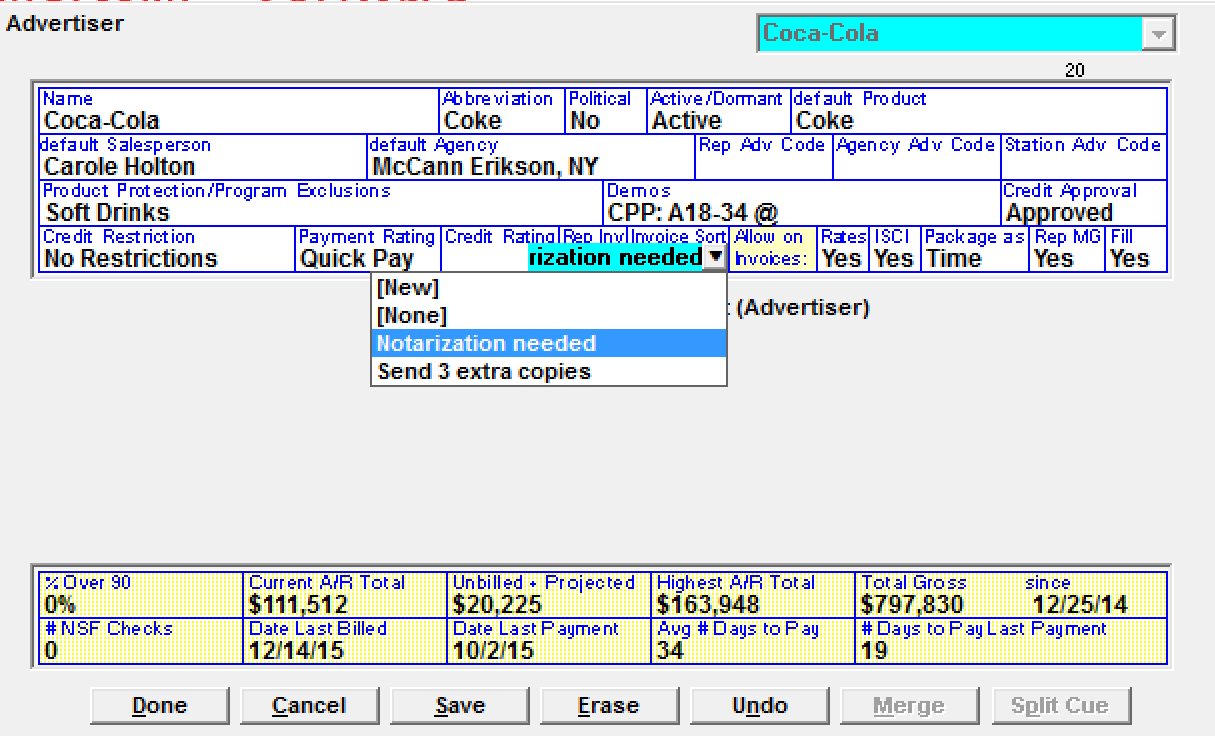 Advertiser
Coca-Cola
20
Name Abbreviation Political Active/Dormant default Product
Coca-Cola Coke No Active Coke
default Salesperson default Agency Rep Adv Code Agency Adv Code Station Adv Code
Carole Holton McCann Erikson, NY
Product Protection/Program Exclusions Demos Credit Approval
Soft Drinks CPP: A18-34 @ Approved
Credit Restriction Payment Rating Credit Rating Rep Inv Invoice Sort Allow on Rates ISCI Package as Rep MG Fill
No Restrictions Quick Pay rization needed Invoices: Yes Yes Time Yes Yes
[New]
[None]
: (Advertiser)
Notarization needed
Send 3 extra copies
% Over 90 Current A/R Total Unbilled + Projected Highest A/R Total Total Gross since
0% $111,512 $20,225 $163,948 $797,830 12/25/14
# NSF Checks Date Last Billed Date Last Payment Avg # Days to Pay # Days to Pay Last Payment
0 12/14/15 10/2/15 34 19
Done Cancel Save Erase Undo Merge Split Cue